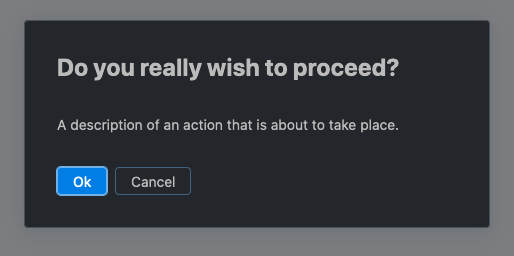 Do you really wish to proceed?
A description of an action that is about to take place.
Ok Cancel